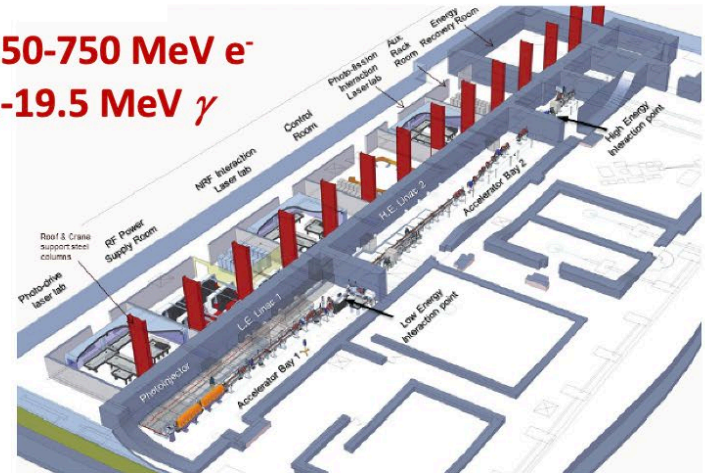 50-750 MeV e-
-19.5 MeV γ
Energy
Recovery Room
Aux.
Rack
Room
Photo-fission
Interaction
Laser lab
Control
Room
NRF Interaction
Laser lab
RF Power
Supply Room
Roof & Crane
support steel
columns
Photo-drive
laser lab
High Energy
Interaction point
Accelerator Bay 2
H.E. Linac 2
Low Energy
Interaction point
L.E. Linac 1
Accelerator Bay 1
Photoinjector